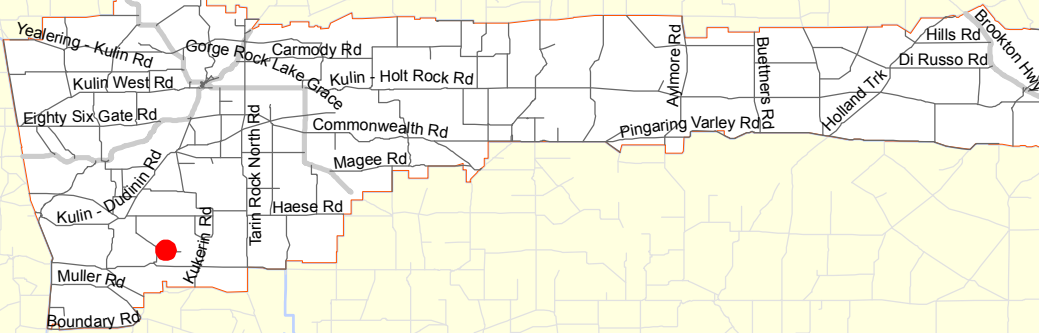 Yealering - Kulin Rd
Gorge Rock Lake Grace
Carmody Rd
Kulin West Rd
Kulin - Holt Rock Rd
Eighty Six Gate Rd
Commonwealth Rd
Magee Rd
Kulin - Dudinin Rd
Tarin Rock North Rd
Haese Rd
Kukerin Rd
Muller Rd
Boundary Rd
Aylmore Rd
Buettners Rd
Pingaring Varley Rd
Holland Trk
Hills Rd
Di Russo Rd
Brookton Hwy